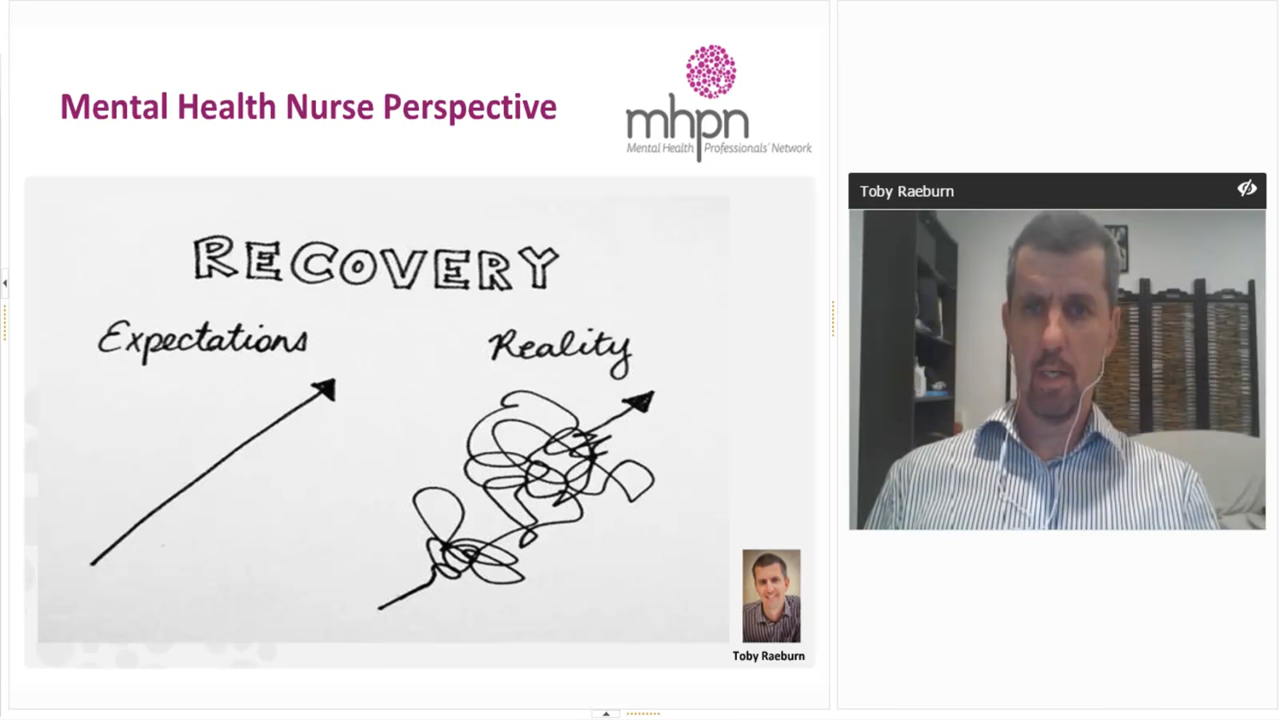 Mental Health Nurse Perspective
mhpn
Mental Health Professionals' Network
RECOVERY
Expectations
Reality
Toby Raeburn
Toby Raeburn